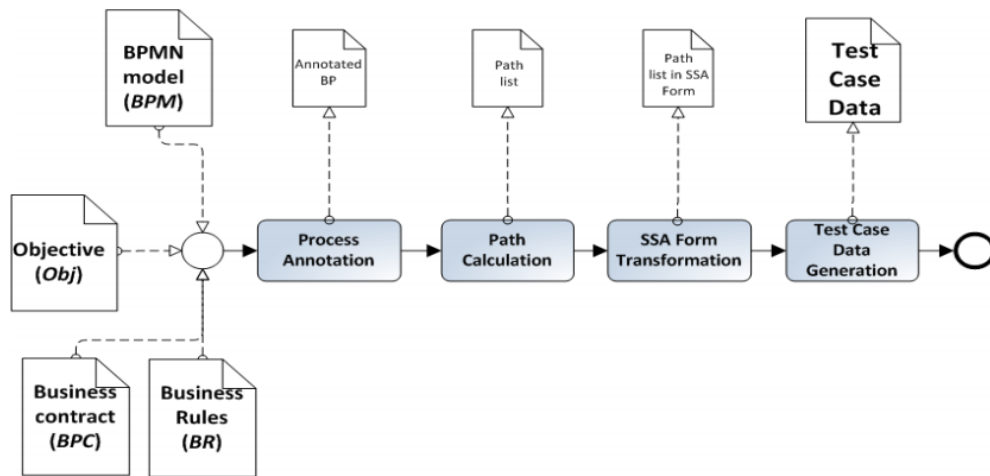 BPMN
model
(BPM)
Annotated
BP
Path
list
Path
list in SSA
Form
Test
Case
Data
Objective
(Obj)
Process
Annotation
Path
Calculation
SSA Form
Transformation
Test Case
Data
Generation
Business
contract
(BPC)
Business
Rules
(BR)